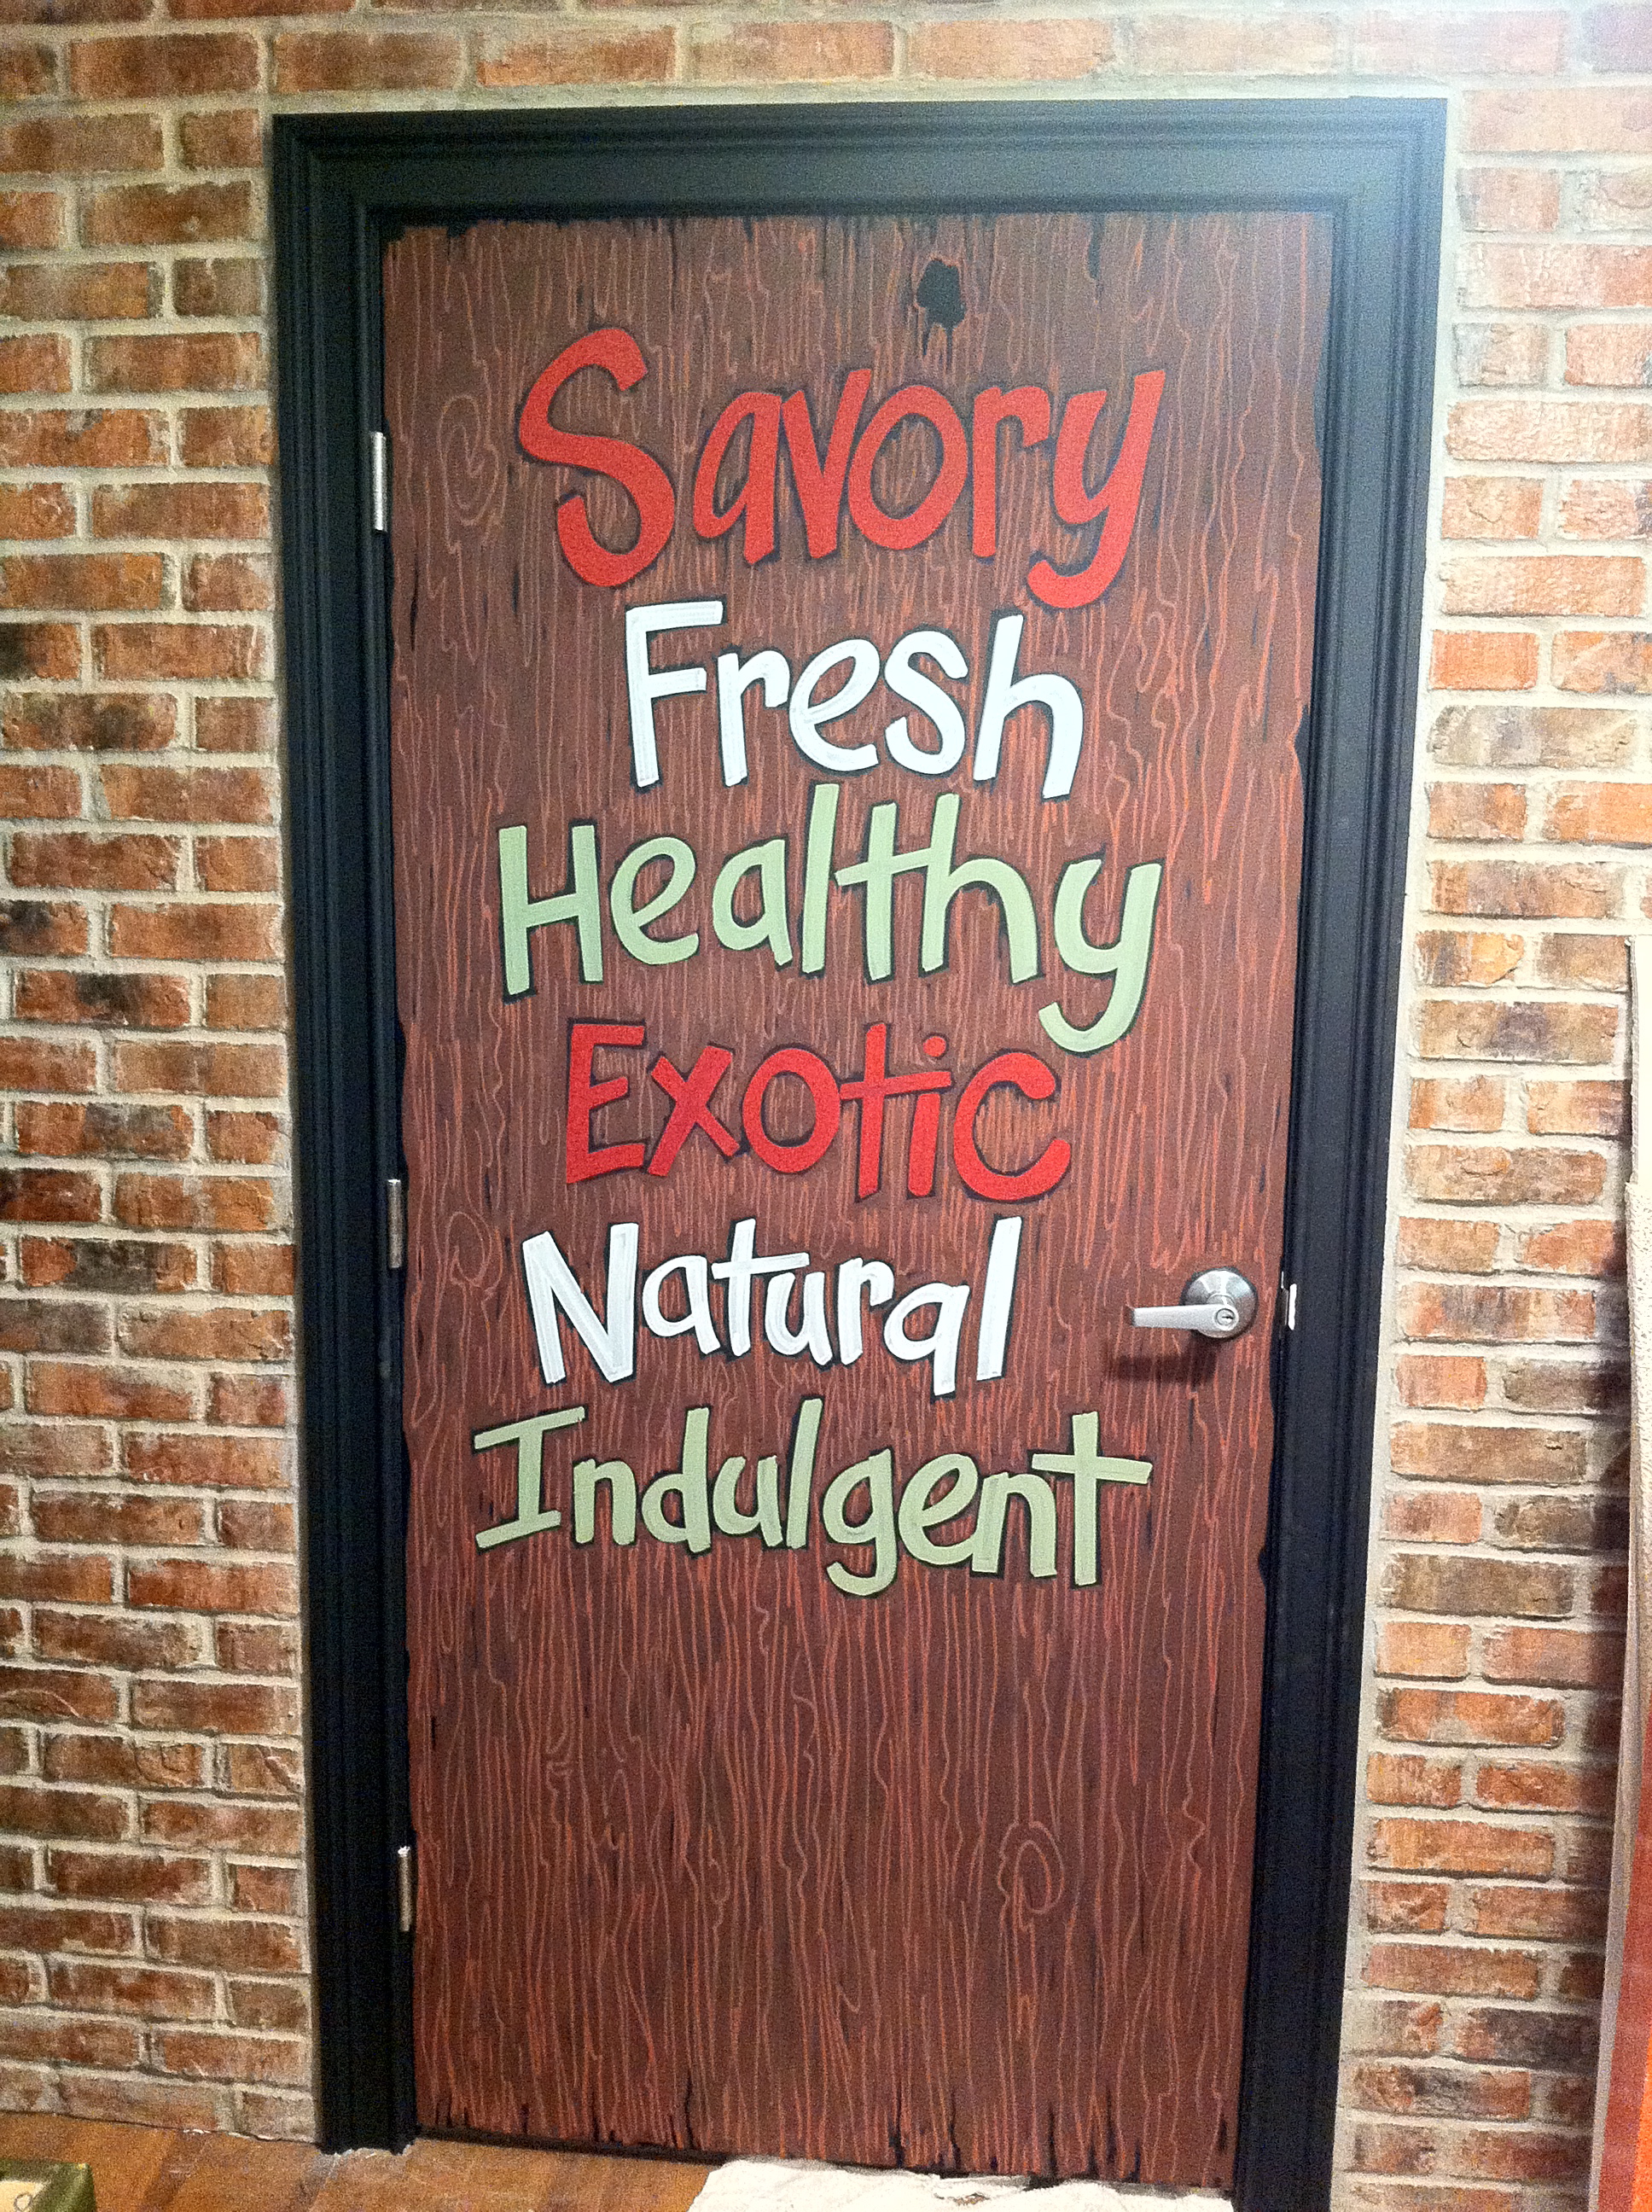 Savory
Fresh
Healthy
Exotic
Natural
Indulgent